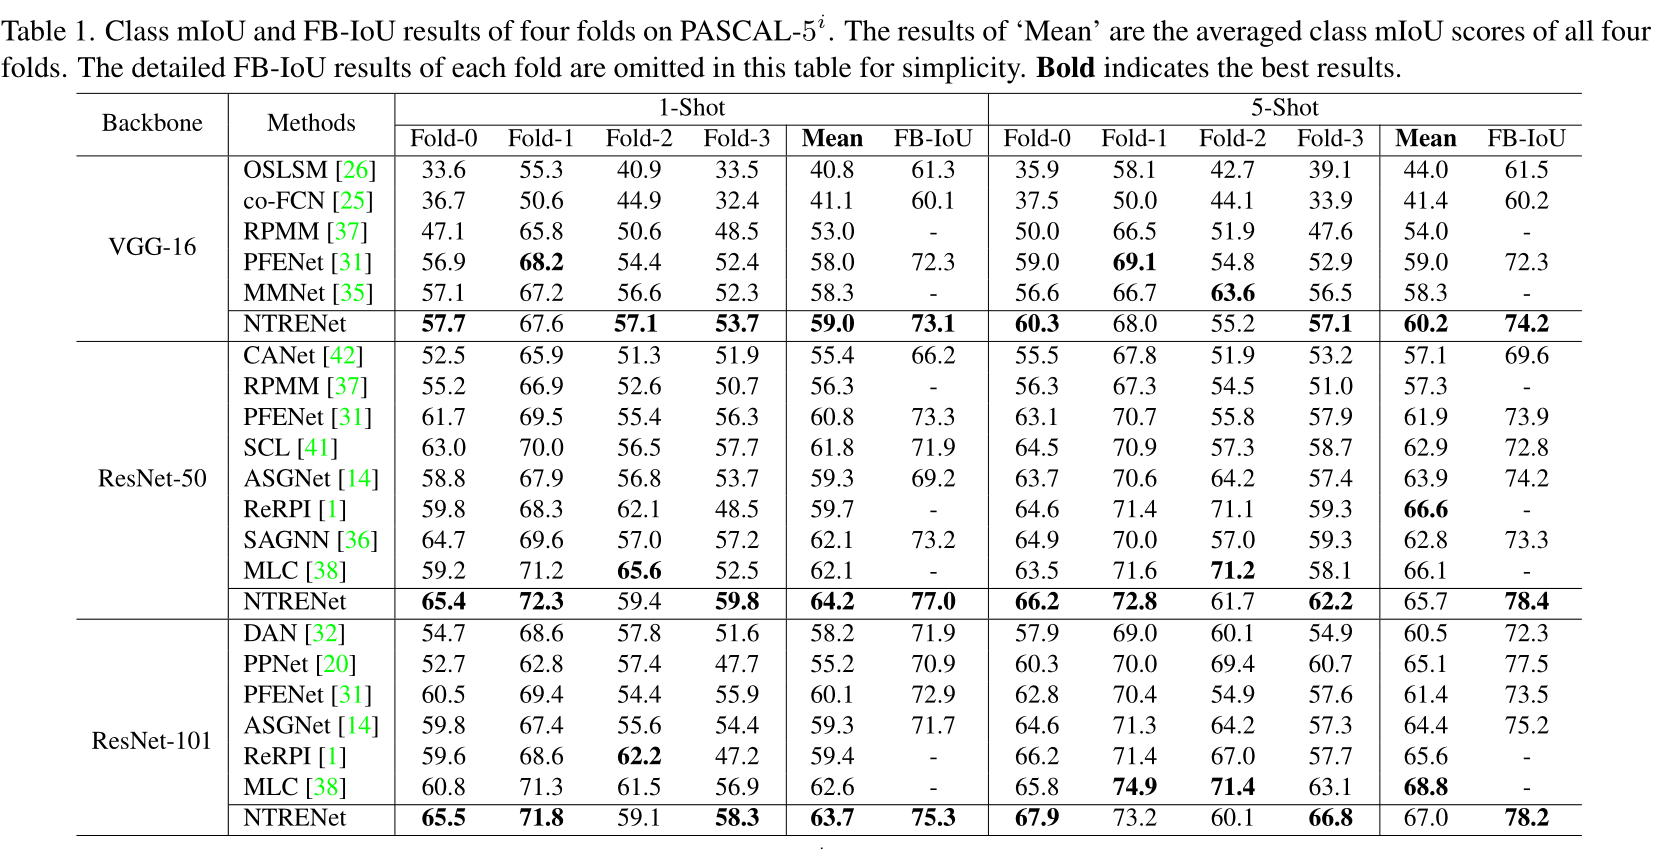 Table 1. Class mIoU and FB-IoU results of four folds on PASCAL-5^i. The results of ‘Mean’ are the averaged class mIoU scores of all four
folds. The detailed FB-IoU results of each fold are omitted in this table for simplicity. Bold indicates the best results.
Backbone Methods 1-Shot 5-Shot
Fold-0 Fold-1 Fold-2 Fold-3 Mean FB-IoU Fold-0 Fold-1 Fold-2 Fold-3 Mean FB-IoU
VGG-16
OSLSM [26] 33.6 55.3 40.9 33.5 40.8 61.3 35.9 58.1 42.7 39.1 44.0 61.5
co-FCN [25] 36.7 50.6 44.9 32.4 41.1 60.1 37.5 50.0 44.1 33.9 41.4 60.2
RPMM [37] 47.1 65.8 50.6 48.5 53.0 - 50.0 66.5 51.9 47.6 54.0 -
PFENet [31] 56.9 68.2 54.4 52.4 58.0 72.3 59.0 69.1 54.8 52.9 59.0 72.3
MMNet [35] 57.1 67.2 56.6 52.3 58.3 - 56.6 66.7 63.6 56.5 58.3 -
NTRENet 57.7 67.6 57.1 53.7 59.0 73.1 60.3 68.0 55.2 57.1 60.2 74.2
ResNet-50
CANet [42] 52.5 65.9 51.3 51.9 55.4 66.2 55.5 67.8 51.9 53.2 57.1 69.6
RPMM [37] 55.2 66.9 52.6 50.7 56.3 - 56.3 67.3 54.5 51.0 57.3 -
PFENet [31] 61.7 69.5 55.4 56.3 60.8 73.3 63.1 70.7 55.8 57.9 61.9 73.9
SCL [41] 63.0 70.0 56.5 57.7 61.8 71.9 64.5 70.9 57.3 58.7 62.9 72.8
ASGNet [14] 58.8 67.9 56.8 53.7 59.3 69.2 63.7 70.6 64.2 57.4 63.9 74.2
ReRPI [1] 59.8 68.3 62.1 48.5 59.7 - 64.6 71.4 71.1 59.3 66.6 -
SAGNN [36] 64.7 69.6 57.0 57.2 62.1 73.2 64.9 70.0 57.0 59.3 62.8 73.3
MLC [38] 59.2 71.2 65.6 52.5 62.1 - 63.5 71.6 71.2 58.1 66.1 -
NTRENet 65.4 72.3 59.4 59.8 64.2 77.0 66.2 72.8 61.7 62.2 65.7 78.4
ResNet-101
DAN [32] 54.7 68.6 57.8 51.6 58.2 71.9 57.9 69.0 60.1 54.9 60.5 72.3
PPNet [20] 52.7 62.8 57.4 47.7 55.2 70.9 60.3 70.0 69.4 60.7 65.1 77.5
PFENet [31] 60.5 69.4 54.4 55.9 60.1 72.9 62.8 70.4 54.9 57.6 61.4 73.5
ASGNet [14] 59.8 67.4 55.6 54.4 59.3 71.7 64.6 71.3 64.2 57.3 64.4 75.2
ReRPI [1] 59.6 68.6 62.2 47.2 59.4 - 66.2 71.4 67.0 57.7 65.6 -
MLC [38] 60.8 71.3 61.5 56.9 62.6 - 65.8 74.9 71.4 63.1 68.8 -
NTRENet 65.5 71.8 59.1 58.3 63.7 75.3 67.9 73.2 60.1 66.8 67.0 78.2